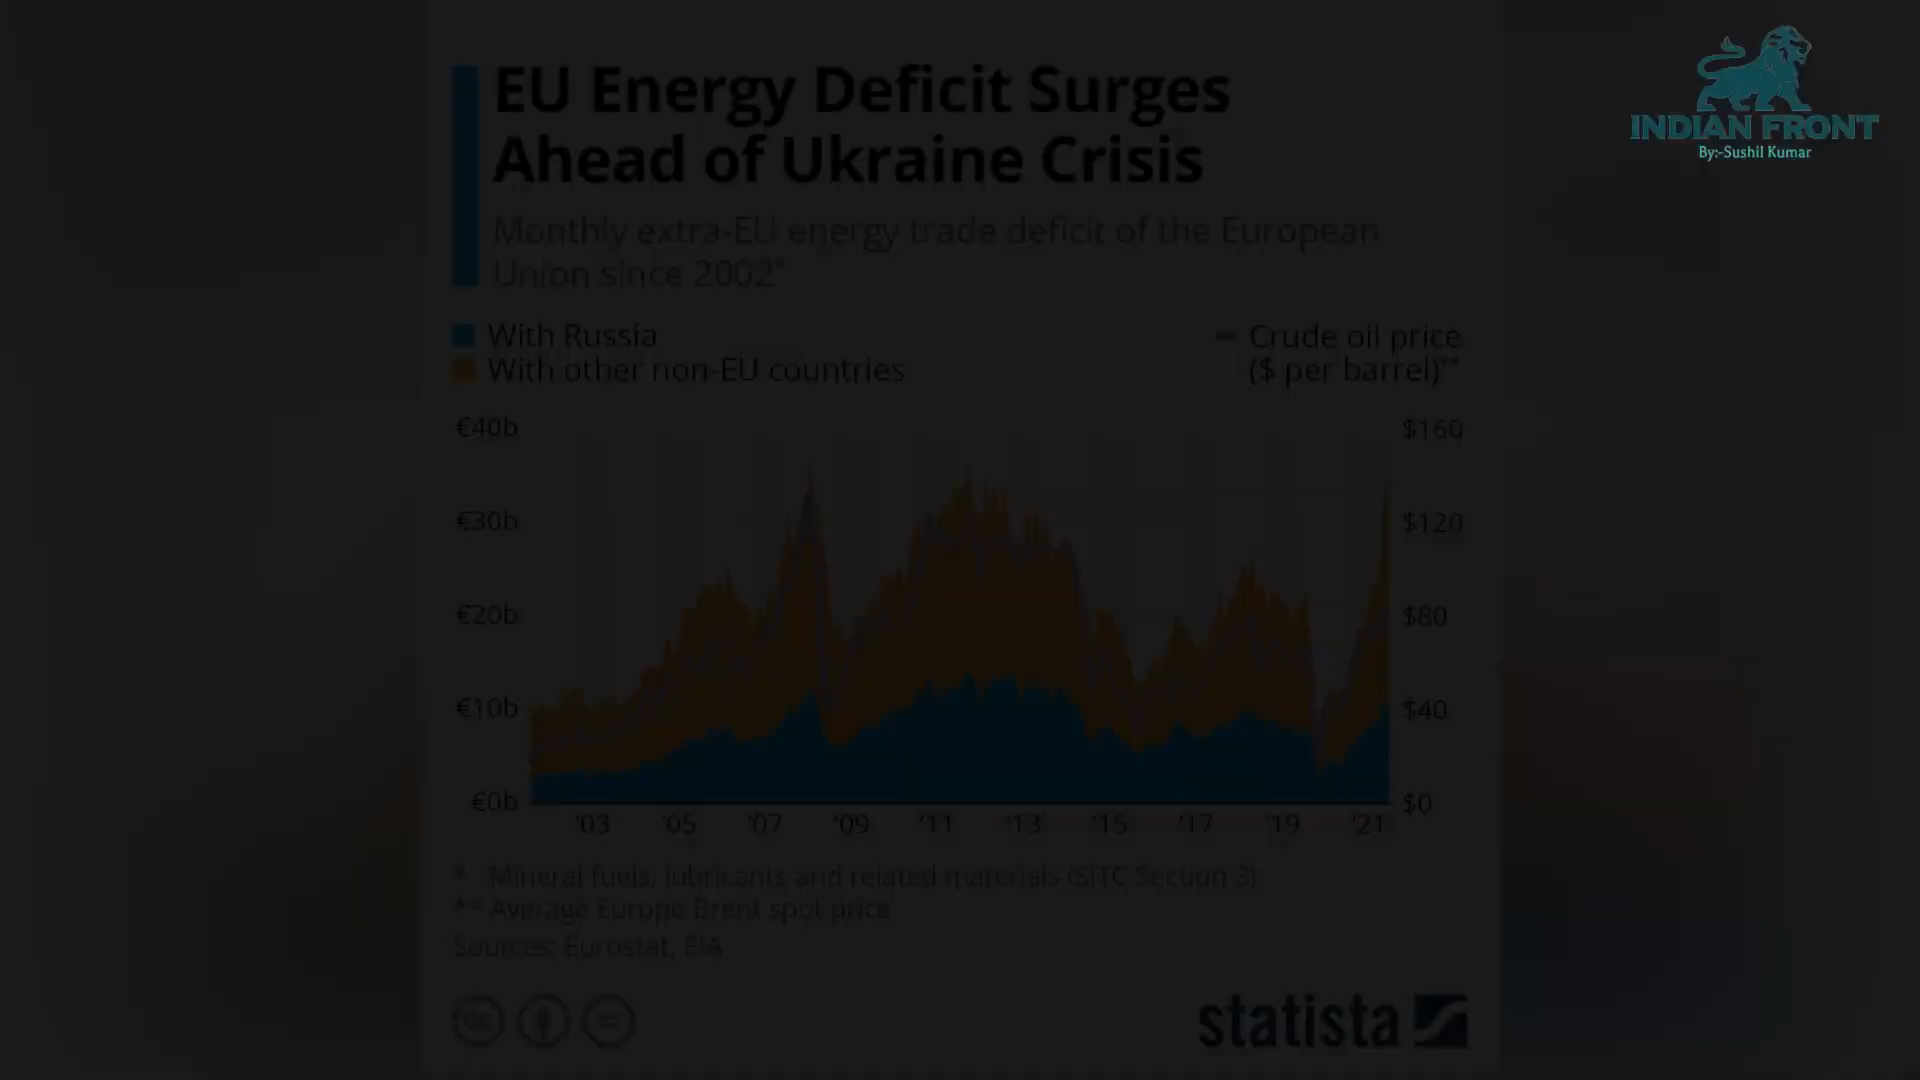 INDIAN FRONT
By:-Sushil Kumar
EU Energy Deficit Surges
Ahead of Ukraine Crisis
Monthly extra-EU energy trade deficit of the European
Union since 2002*
With Russia
With other non-EU countries
Crude oil price
($ per barrel)**
€40b
€30b
€20b
€10b
€0b
$160
$120
$80
$40
$0
'03 '05 '07 '09 '11 '13 '15 '17 '19 '21
* Mineral fuels, lubricants and related materials (SITC Section 3)
** Average Europe Brent spot price
Sources: Eurostat, EIA
cc
statista